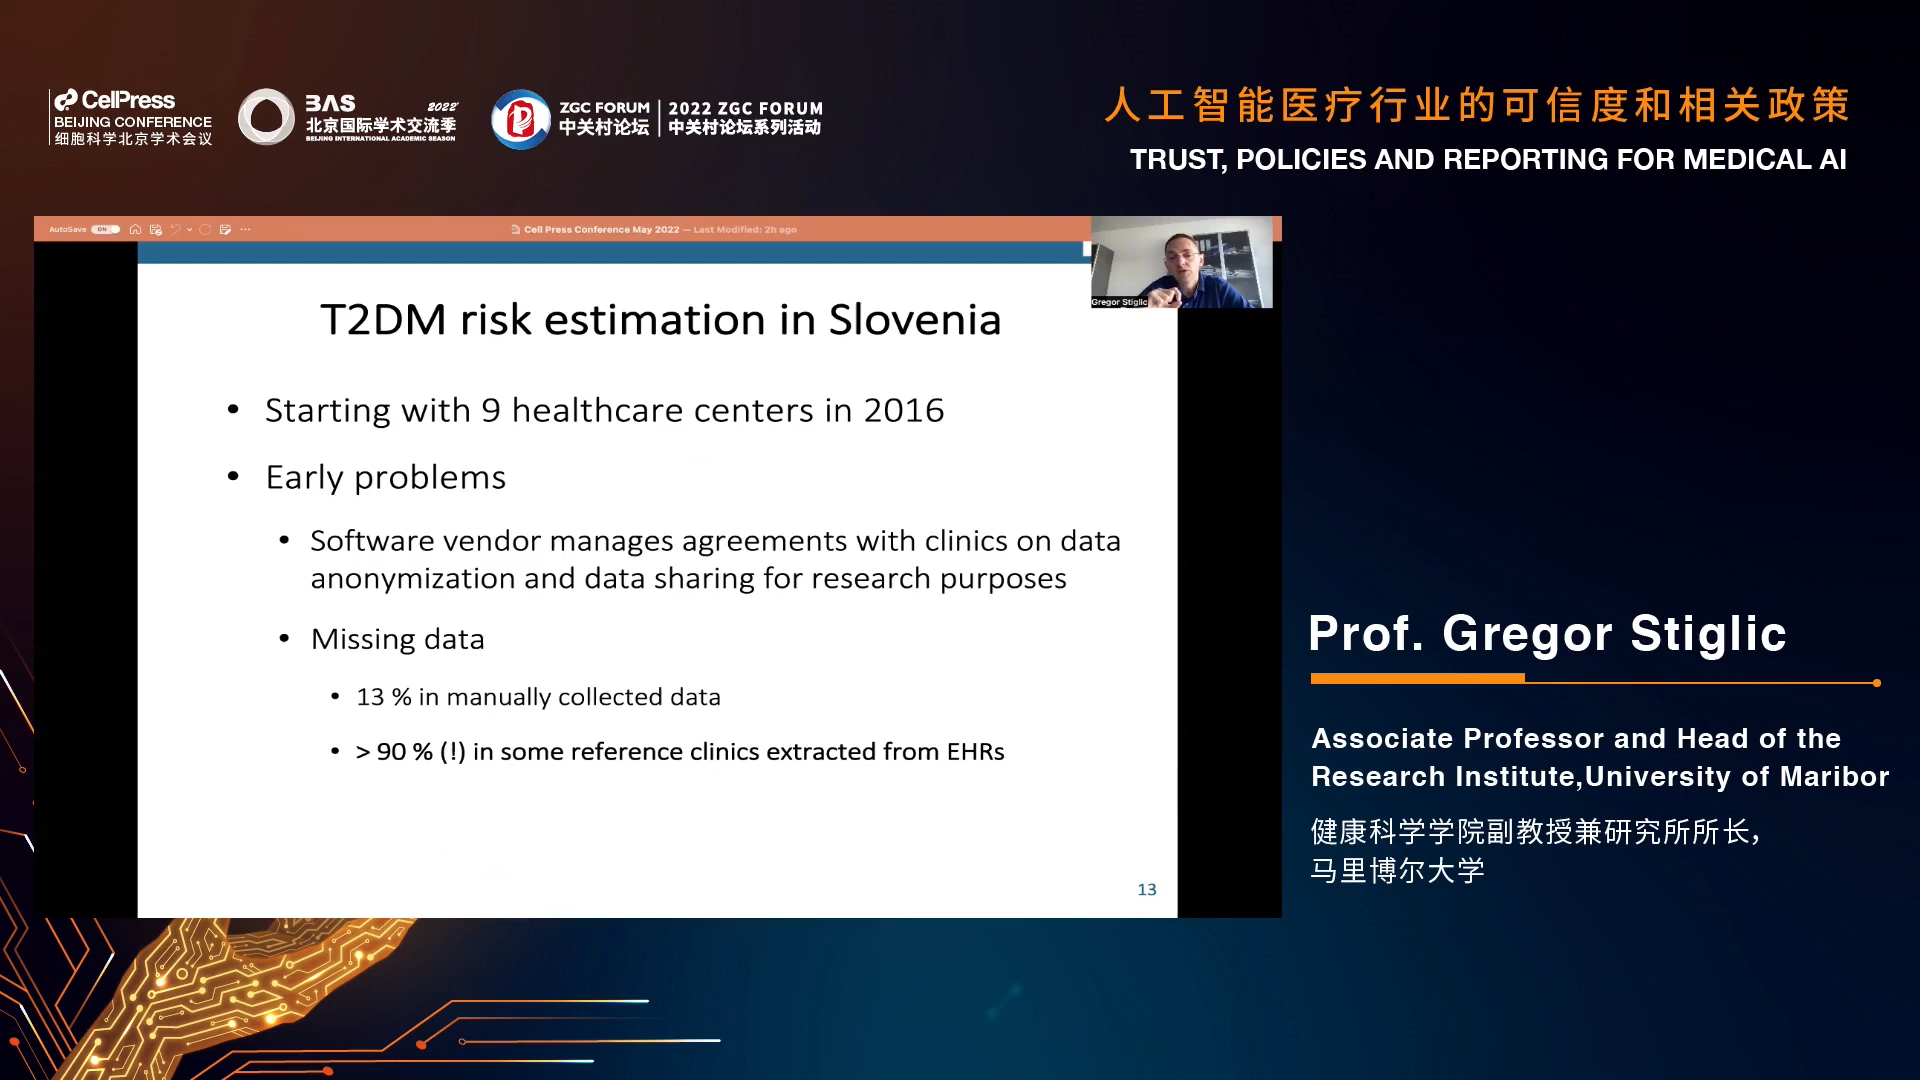 CellPress
BEIJING CONFERENCE
细胞科学北京学术会议
BAS 2022
北京国际学术交流季
BEIJING INTERNATIONAL ACADEMIC SEASON
ZGC FORUM
中关村论坛
2022 ZGC FORUM
中关村论坛系列活动
人工智能医疗行业的可信度和相关政策
TRUST, POLICIES AND REPORTING FOR MEDICAL AI
AutoSave ON
Cell Press Conference May 2022 — Last Modified: 2h ago
Gregor Stiglic
T2DM risk estimation in Slovenia
• Starting with 9 healthcare centers in 2016
• Early problems
• Software vendor manages agreements with clinics on data
anonymization and data sharing for research purposes
• Missing data
• 13 % in manually collected data
• > 90 % (!) in some reference clinics extracted from EHRs
13
Prof. Gregor Stiglic
Associate Professor and Head of the
Research Institute,University of Maribor
健康科学学院副教授兼研究所所长,
马里博尔大学